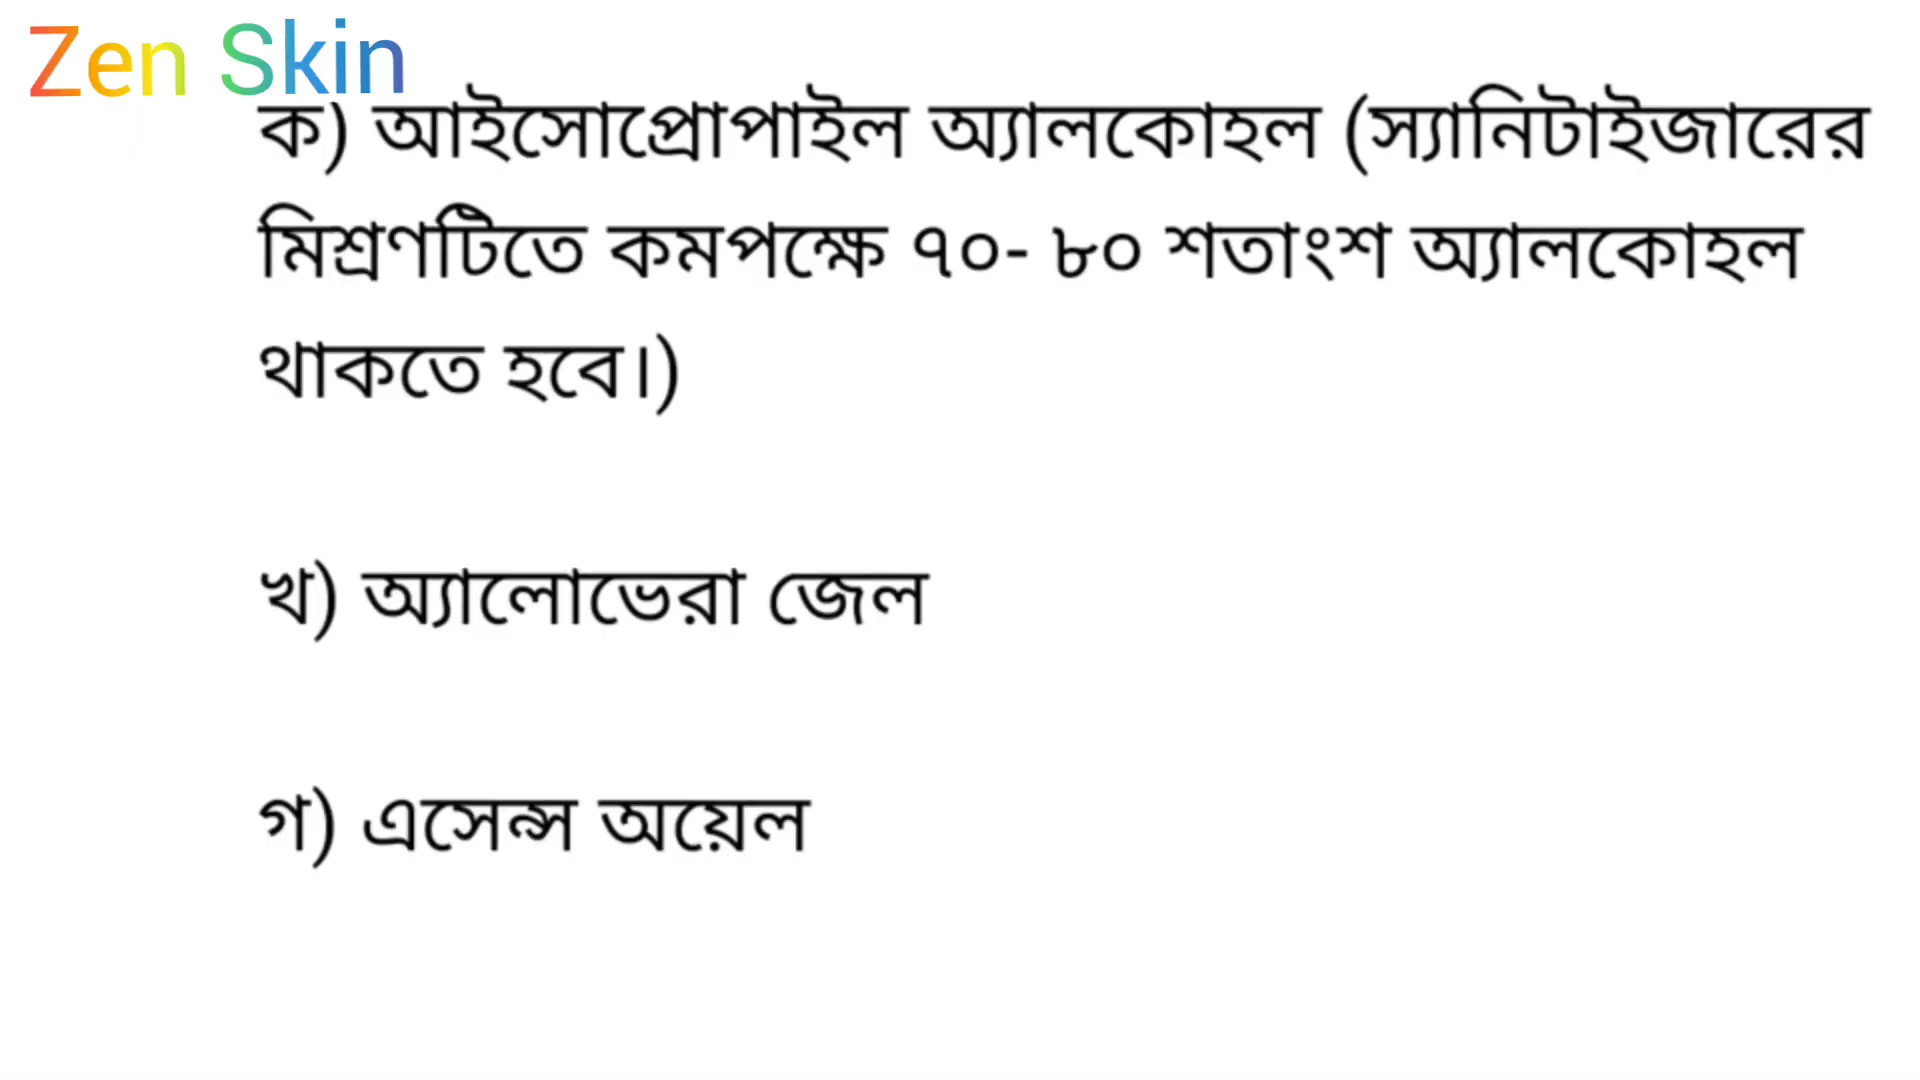 Zen Skin
ক) আইসোপ্রোপাইল অ্যালকোহল (স্যানিটাইজারের
মিশ্রণটিতে কমপক্ষে ৭০- ৮০ শতাংশ অ্যালকোহল
থাকতে হবে।)
খ) অ্যালোভেরা জেল
গ) এসেন্স অয়েল